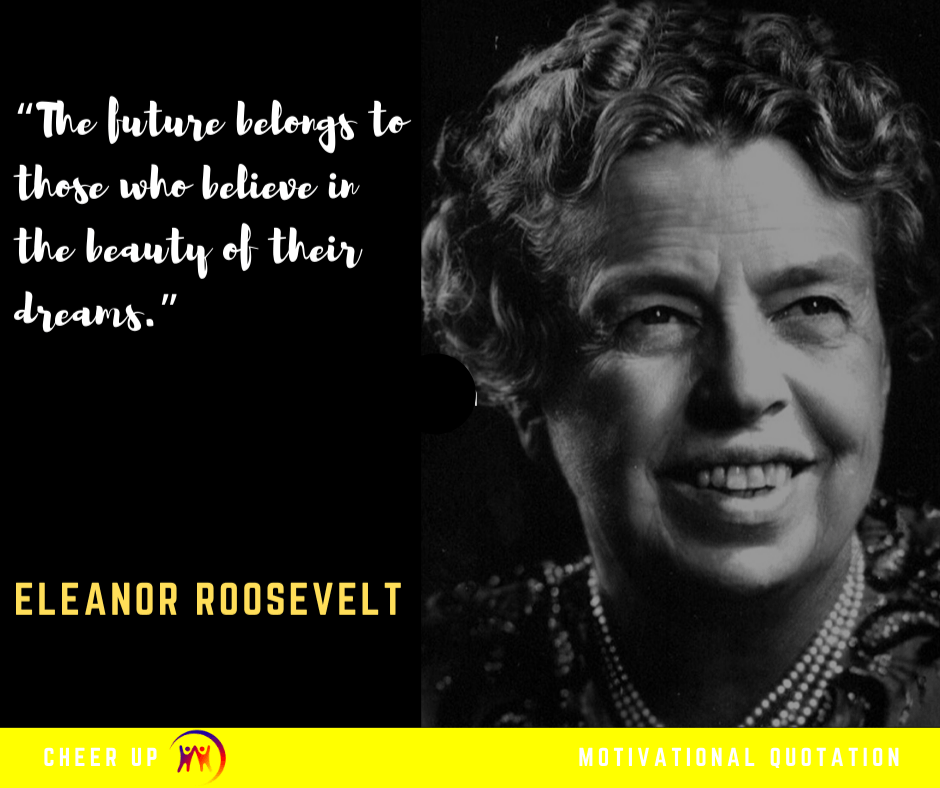 “The future belongs to
those who believe in
the beauty of their
dreams.”
ELEANOR ROOSEVELT
CHEER UP
MOTIVATIONAL QUOTATION